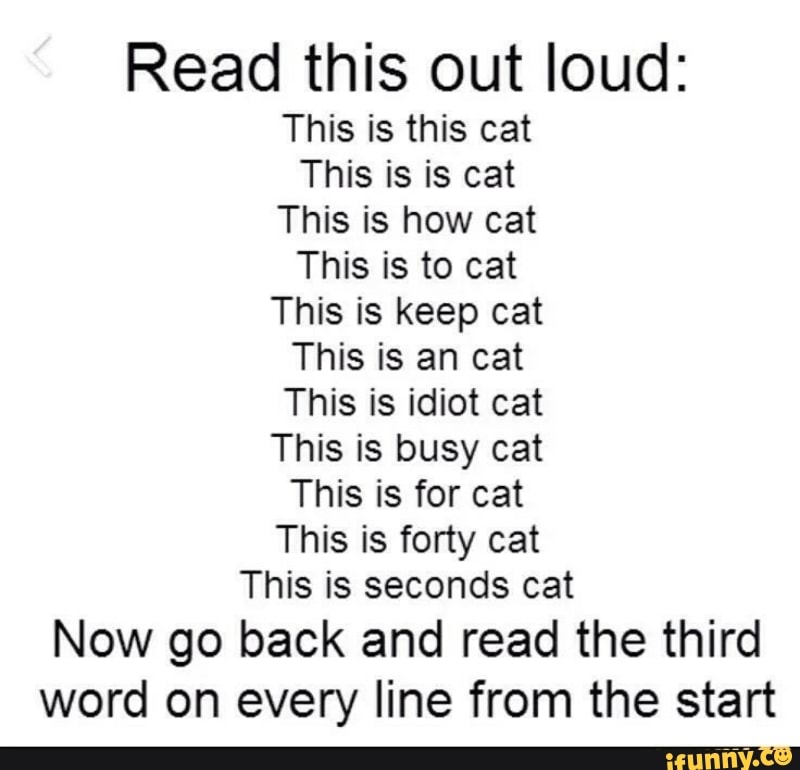 Read this out loud:
This is this cat
This is is cat
This is how cat
This is to cat
This is keep cat
This is an cat
This is idiot cat
This is busy cat
This is for cat
This is forty cat
This is seconds cat
Now go back and read the third
word on every line from the start
ifunny.co